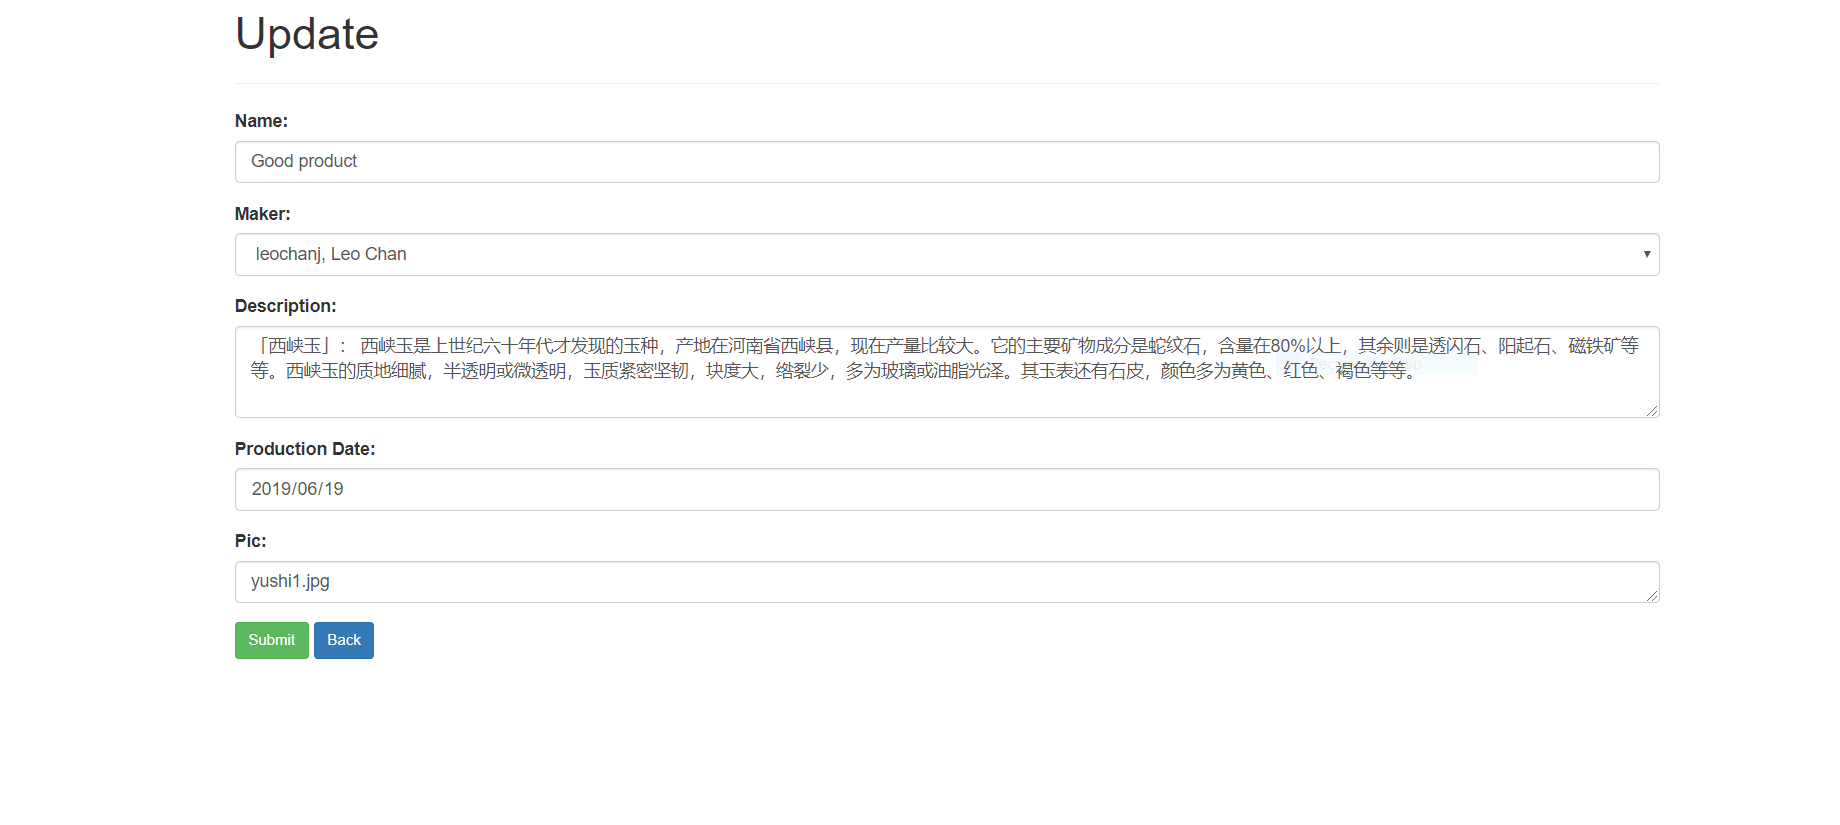 Update
Name:
Good product
Maker:
leochanj, Leo Chan
Description:
「西峡玉」： 西峡玉是上世纪六十年代才发现的玉种，产地在河南省西峡县，现在产量比较大。它的主要矿物成分是蛇纹石，含量在80%以上，其余则是透闪石、阳起石、磁铁矿等
等。西峡玉的质地细腻，半透明或微透明，玉质紧密坚韧，块度大，绺裂少，多为玻璃或油脂光泽。其玉表还有石皮，颜色多为黄色、红色、褐色等等。
Production Date:
2019/06/19
Pic:
yushi1.jpg
Submit Back